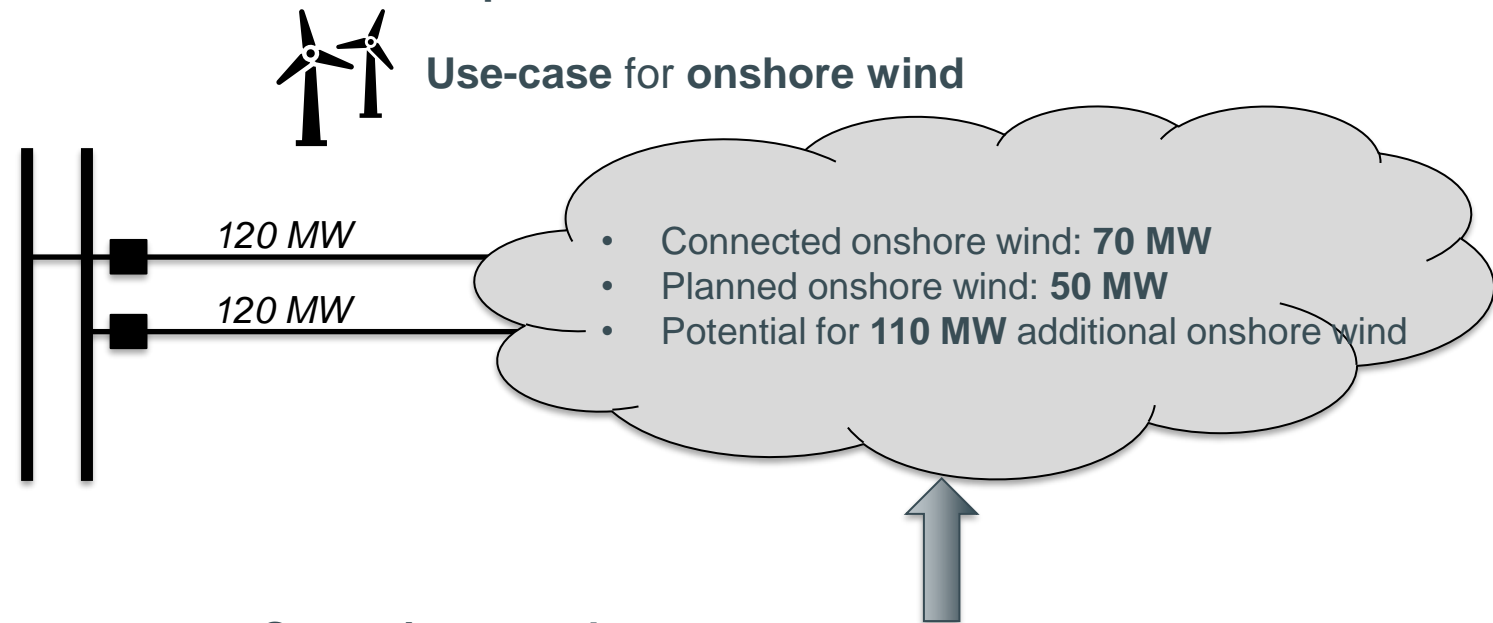 Use-case for onshore wind
120 MW
120 MW
• Connected onshore wind: 70 MW
• Planned onshore wind: 50 MW
• Potential for 110 MW additional onshore wind